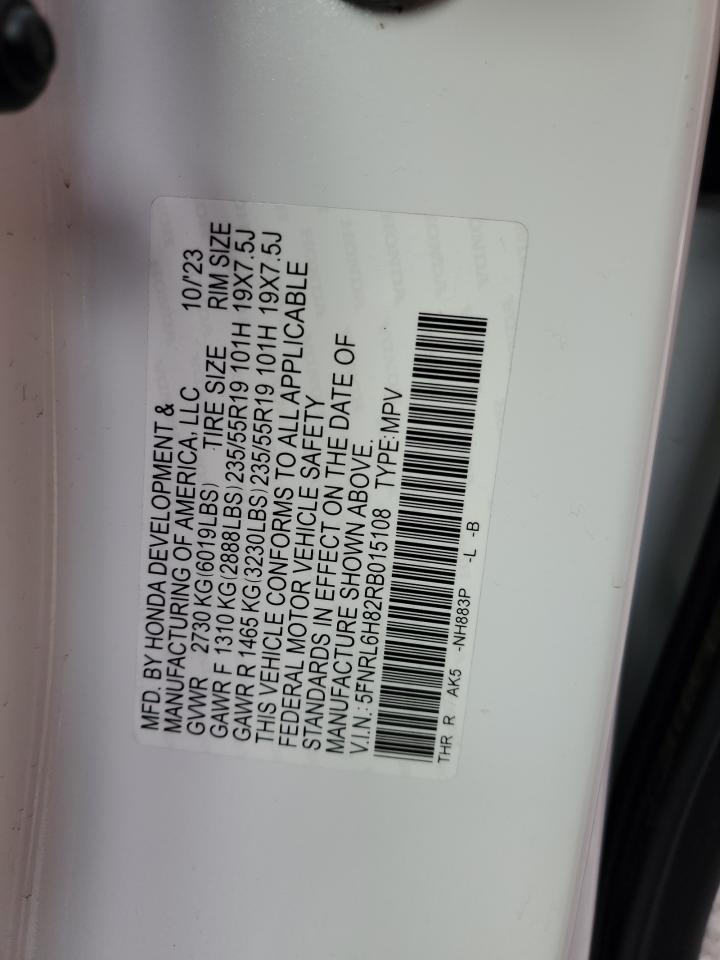 MFD. BY HONDA DEVELOPMENT &
MANUFACTURING OF AMERICA, LLC 10/'23
GVWR 2730 KG(6019LBS) TIRE SIZE RIM SIZE
GAWR F 1310 KG(2888LBS) 235/55R19 101H 19X7.5J
GAWR R 1465 KG(3230LBS) 235/55R19 101H 19X7.5J
THIS VEHICLE CONFORMS TO ALL APPLICABLE
FEDERAL MOTOR VEHICLE SAFETY
STANDARDS IN EFFECT ON THE DATE OF
MANUFACTURE SHOWN ABOVE.
V.I.N.: 5FNRL6H82RB015108 TYPE: MPV
THR R AK5 -NH883P -L -B